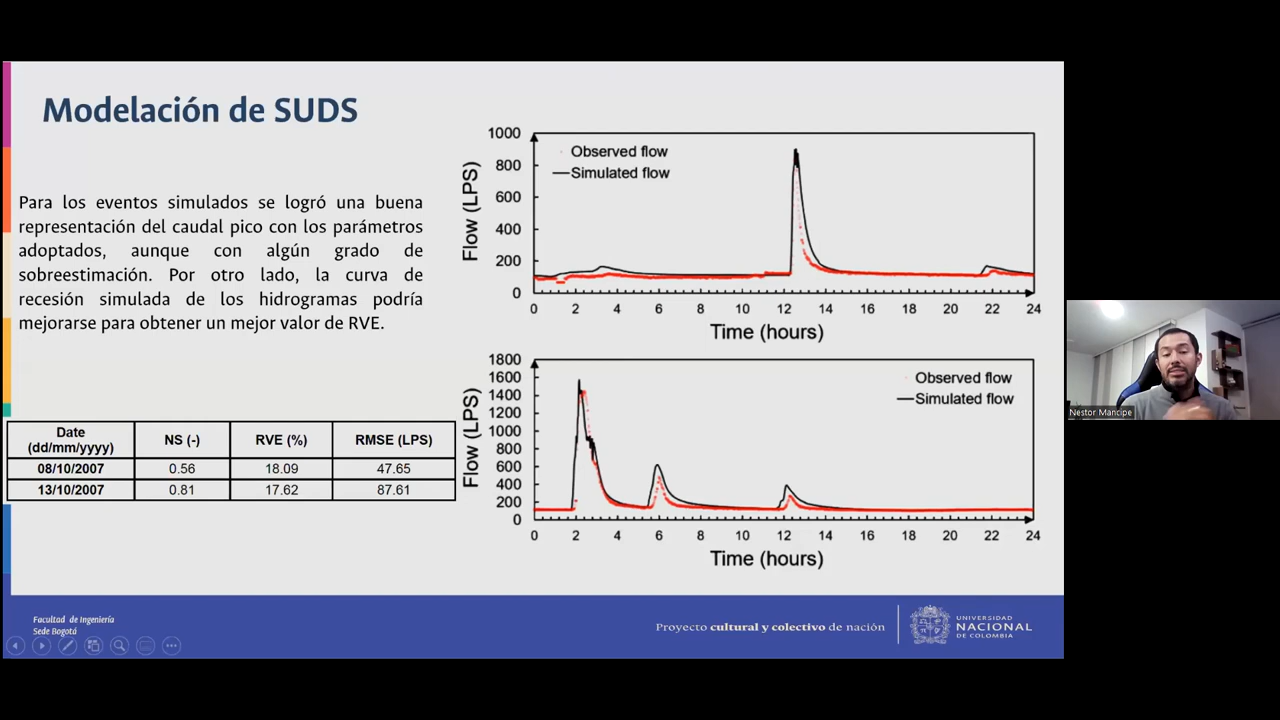 Modelación de SUDS
Para los eventos simulados se logró una buena
representación del caudal pico con los parámetros
adoptados, aunque con algún grado de
sobreestimación. Por otro lado, la curva de
recesión simulada de los hidrogramas podría
mejorarse para obtener un mejor valor de RVE.
Date
(dd/mm/yyyy)
NS (-)
RVE (%)
RMSE (LPS)
08/10/2007 0.56 18.09 47.65
13/10/2007 0.81 17.62 87.61
1000
800
600
400
200
0
Flow (LPS)
Observed flow
Simulated flow
0 2 4 6 8 10 12 14 16 18 20 22 24
Time (hours)
1800
1600
1400
1200
1000
800
600
400
200
0
Flow (LPS)
Observed flow
Simulated flow
0 2 4 6 8 10 12 14 16 18 20 22 24
Time (hours)
Nestor Mancipe
Facultad de Ingeniería
Sede Bogotá
Proyecto cultural y colectivo de nación
UNIVERSIDAD
NACIONAL
DE COLOMBIA